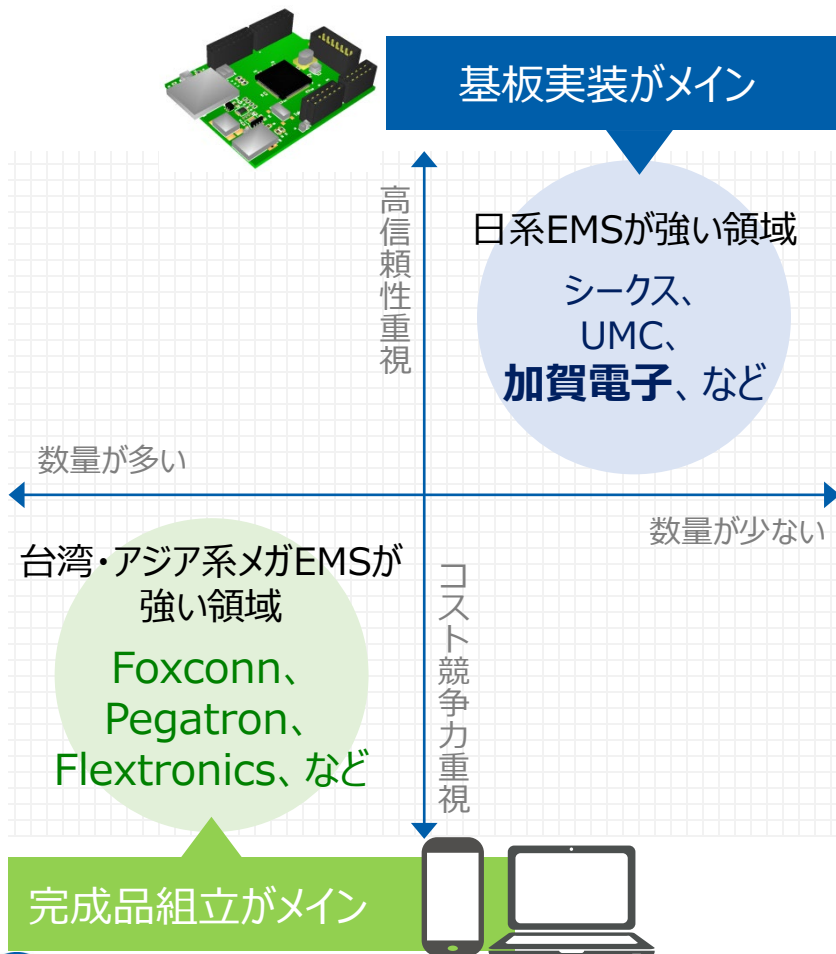 基板実装がメイン
高信頼性重視
日系EMSが強い領域
シークス、
UMC、
加賀電子、など
数量が多い
数量が少ない
台湾・アジア系メガEMSが
強い領域
Foxconn、
Pegatron、
Flextronics、など
コスト競争力重視
完成品組立がメイン